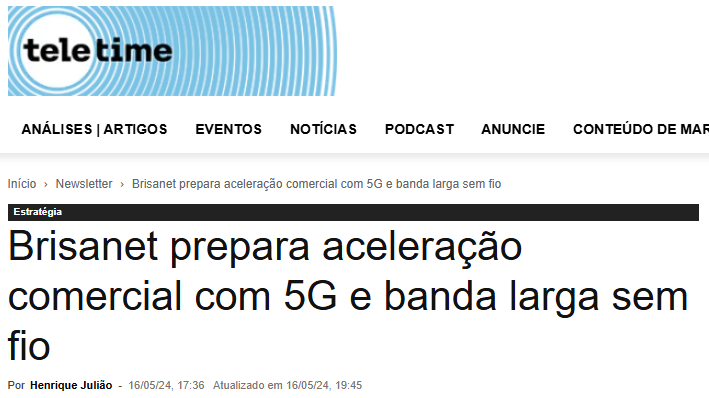 teletime
ANÁLISES | ARTIGOS EVENTOS NOTÍCIAS PODCAST ANUNCIE CONTEÚDO DE MAR
Início › Newsletter › Brisanet prepara aceleração comercial com 5G e banda larga sem fio
Estratégia
Brisanet prepara aceleração
comercial com 5G e banda larga sem
fio
Por Henrique Julião - 16/05/24, 17:36 Atualizado em 16/05/24, 19:45